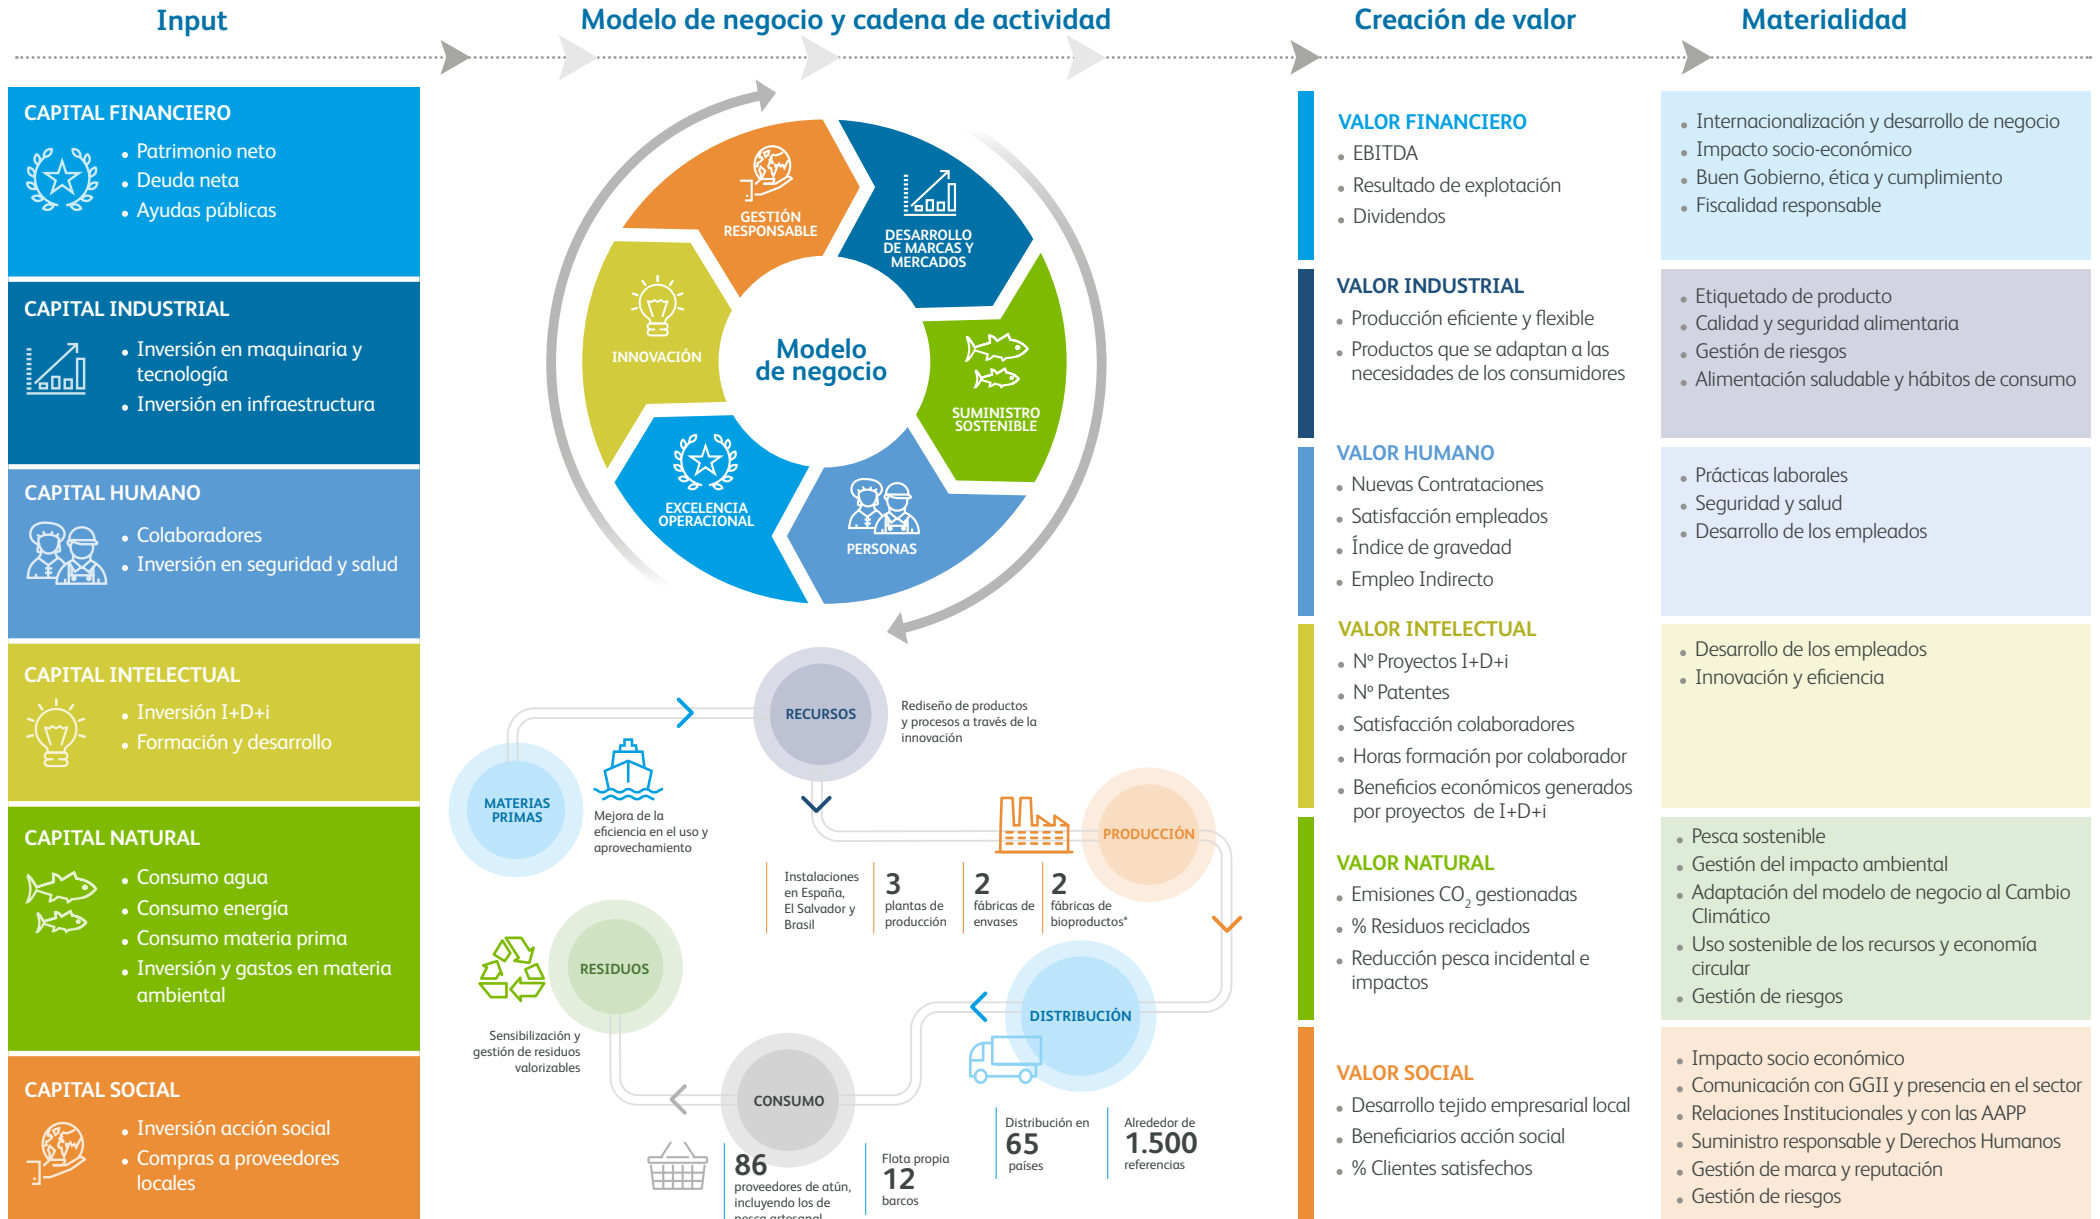 Input
Modelo de negocio y cadena de actividad
Creación de valor
Materialidad
CAPITAL FINANCIERO
• Patrimonio neto
• Deuda neta
• Ayudas públicas
CAPITAL INDUSTRIAL
• Inversión en maquinaria y
tecnología
• Inversión en infraestructura
CAPITAL HUMANO
• Colaboradores
• Inversión en seguridad y salud
CAPITAL INTELECTUAL
• Inversión I+D+i
• Formación y desarrollo
CAPITAL NATURAL
• Consumo agua
• Consumo energía
• Consumo materia prima
• Inversión y gastos en materia
ambiental
CAPITAL SOCIAL
• Inversión acción social
• Compras a proveedores
locales
GESTIÓN
RESPONSABLE
DESARROLLO
DE MARCAS Y
MERCADOS
INNOVACIÓN
Modelo
de negocio
SUMINISTRO
SOSTENIBLE
EXCELENCIA
OPERACIONAL
PERSONAS
MATERIAS
PRIMAS
Mejora de la
eficiencia en el uso y
aprovechamiento
RECURSOS
Rediseño de productos
y procesos a través de la
innovación
PRODUCCIÓN
Instalaciones
en España,
El Salvador y
Brasil
3
plantas de
producción
2
fábricas de
envases
2
fábricas de
bioproductos*
DISTRIBUCIÓN
Distribución en
65
países
Alrededor de
1.500
referencias
CONSUMO
86
proveedores de atún,
incluyendo los de
pesca artesanal
Flota propia
12
barcos
RESIDUOS
Sensibilización y
gestión de residuos
valorizables
VALOR FINANCIERO
• EBITDA
• Resultado de explotación
• Dividendos
VALOR INDUSTRIAL
• Producción eficiente y flexible
• Productos que se adaptan a las
necesidades de los consumidores
VALOR HUMANO
• Nuevas Contrataciones
• Satisfacción empleados
• Índice de gravedad
• Empleo Indirecto
VALOR INTELECTUAL
• Nº Proyectos I+D+i
• Nº Patentes
• Satisfacción colaboradores
• Horas formación por colaborador
• Beneficios económicos generados
por proyectos de I+D+i
VALOR NATURAL
• Emisiones CO₂ gestionadas
• % Residuos reciclados
• Reducción pesca incidental e
impactos
VALOR SOCIAL
• Desarrollo tejido empresarial local
• Beneficiarios acción social
• % Clientes satisfechos
• Internacionalización y desarrollo de negocio
• Impacto socio-económico
• Buen Gobierno, ética y cumplimiento
• Fiscalidad responsable
• Etiquetado de producto
• Calidad y seguridad alimentaria
• Gestión de riesgos
• Alimentación saludable y hábitos de consumo
• Prácticas laborales
• Seguridad y salud
• Desarrollo de los empleados
• Desarrollo de los empleados
• Innovación y eficiencia
• Pesca sostenible
• Gestión del impacto ambiental
• Adaptación del modelo de negocio al Cambio
Climático
• Uso sostenible de los recursos y economía
circular
• Gestión de riesgos
• Impacto socio económico
• Comunicación con GGII y presencia en el sector
• Relaciones Institucionales y con las AAPP
• Suministro responsable y Derechos Humanos
• Gestión de marca y reputación
• Gestión de riesgos